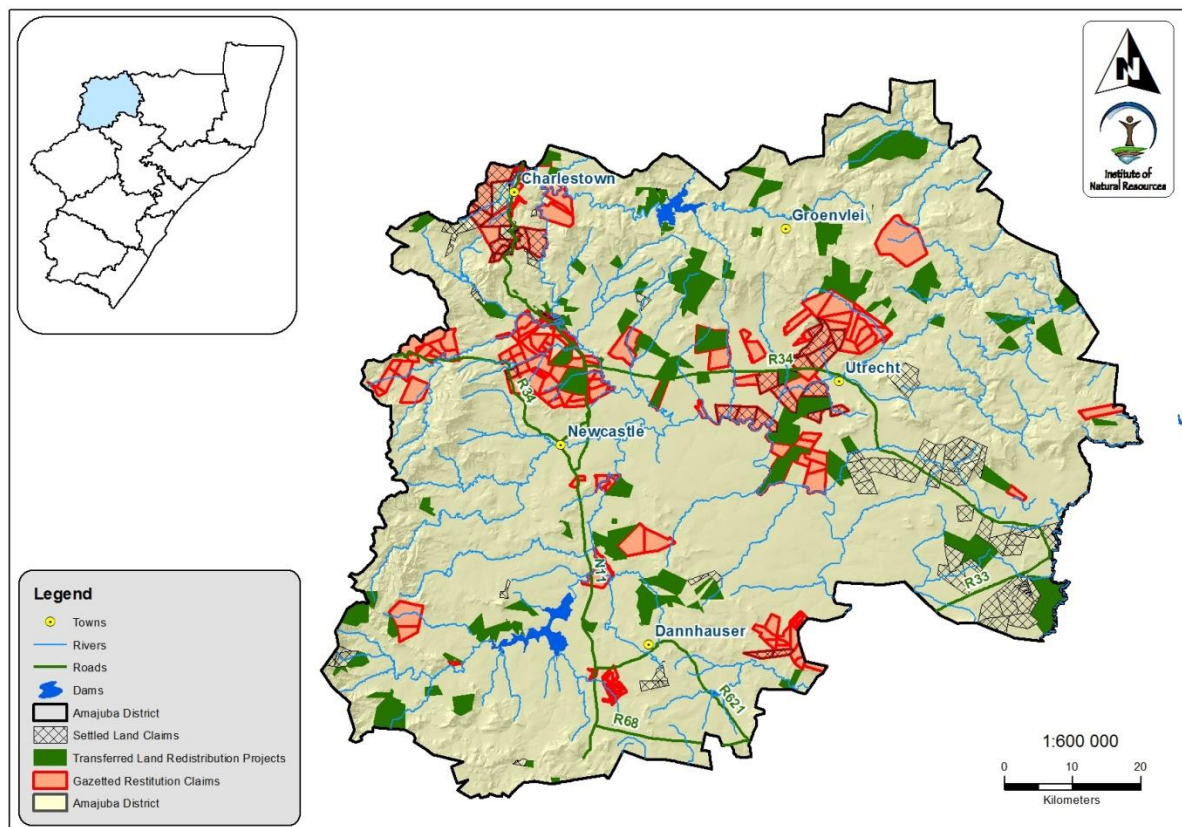 N
Institute of
Natural Resources
Charlestown
Groenvlei
R34
Utrecht
R34
Newcastle
N11
R33
Dannhauser
R621
R68
Legend
Towns
Rivers
Roads
Dams
Amajuba District
Settled Land Claims
Transferred Land Redistribution Projects
Gazetted Restitution Claims
Amajuba District
1:600 000
0 10 20
Kilometers